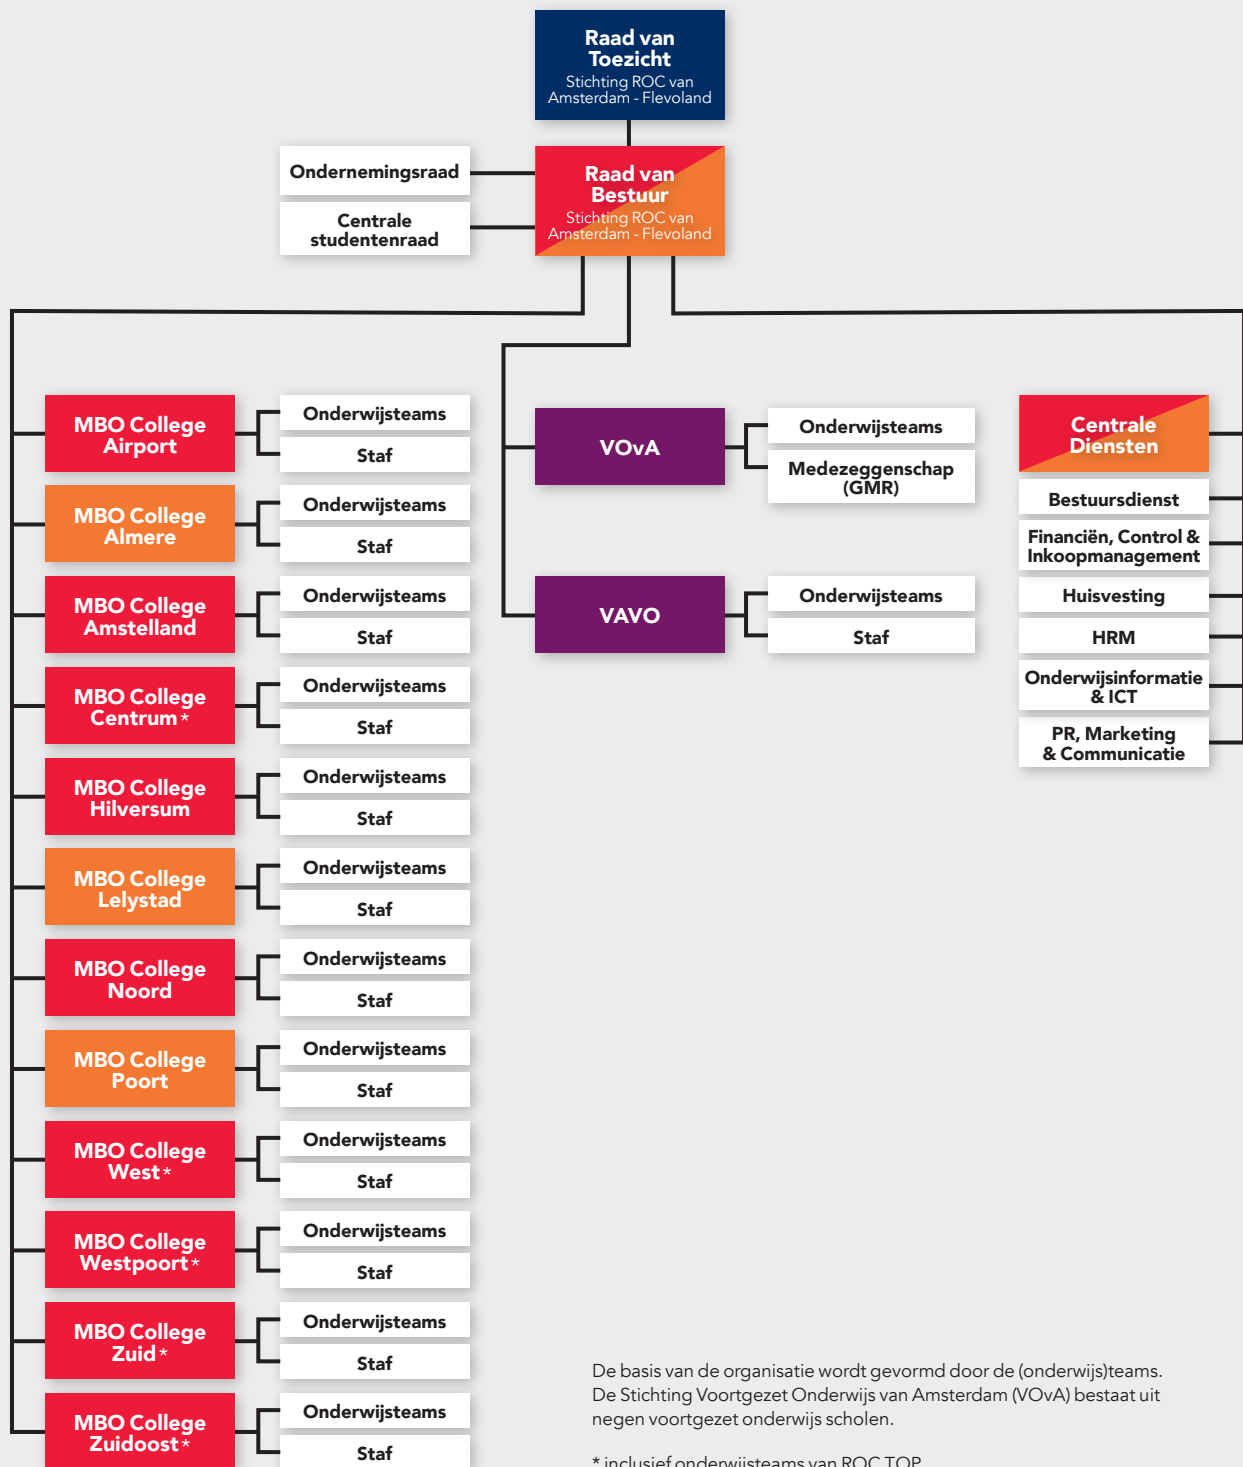 Raad van
Toezicht
Stichting ROC van
Amsterdam - Flevoland
Ondernemingsraad
Centrale
studentenraad
Raad van
Bestuur
Stichting ROC van
Amsterdam - Flevoland
MBO College
Airport
Onderwijsteams
Staf
MBO College
Almere
Onderwijsteams
Staf
MBO College
Amstelland
Onderwijsteams
Staf
MBO College
Centrum*
Onderwijsteams
Staf
MBO College
Hilversum
Onderwijsteams
Staf
MBO College
Lelystad
Onderwijsteams
Staf
MBO College
Noord
Onderwijsteams
Staf
MBO College
Poort
Onderwijsteams
Staf
MBO College
West*
Onderwijsteams
Staf
MBO College
Westpoort*
Onderwijsteams
Staf
MBO College
Zuid*
Onderwijsteams
Staf
MBO College
Zuidoost*
Onderwijsteams
Staf
VOvA
Onderwijsteams
Medezeggenschap
(GMR)
VAVO
Onderwijsteams
Staf
Centrale
Diensten
Bestuursdienst
Financiën, Control &
Inkoopmanagement
Huisvesting
HRM
Onderwijsinformatie
& ICT
PR, Marketing
& Communicatie
De basis van de organisatie wordt gevormd door de (onderwijs)teams.
De Stichting Voortgezet Onderwijs van Amsterdam (VOvA) bestaat uit
negen voortgezet onderwijs scholen.
* inclusief onderwijsteams van ROC TOP